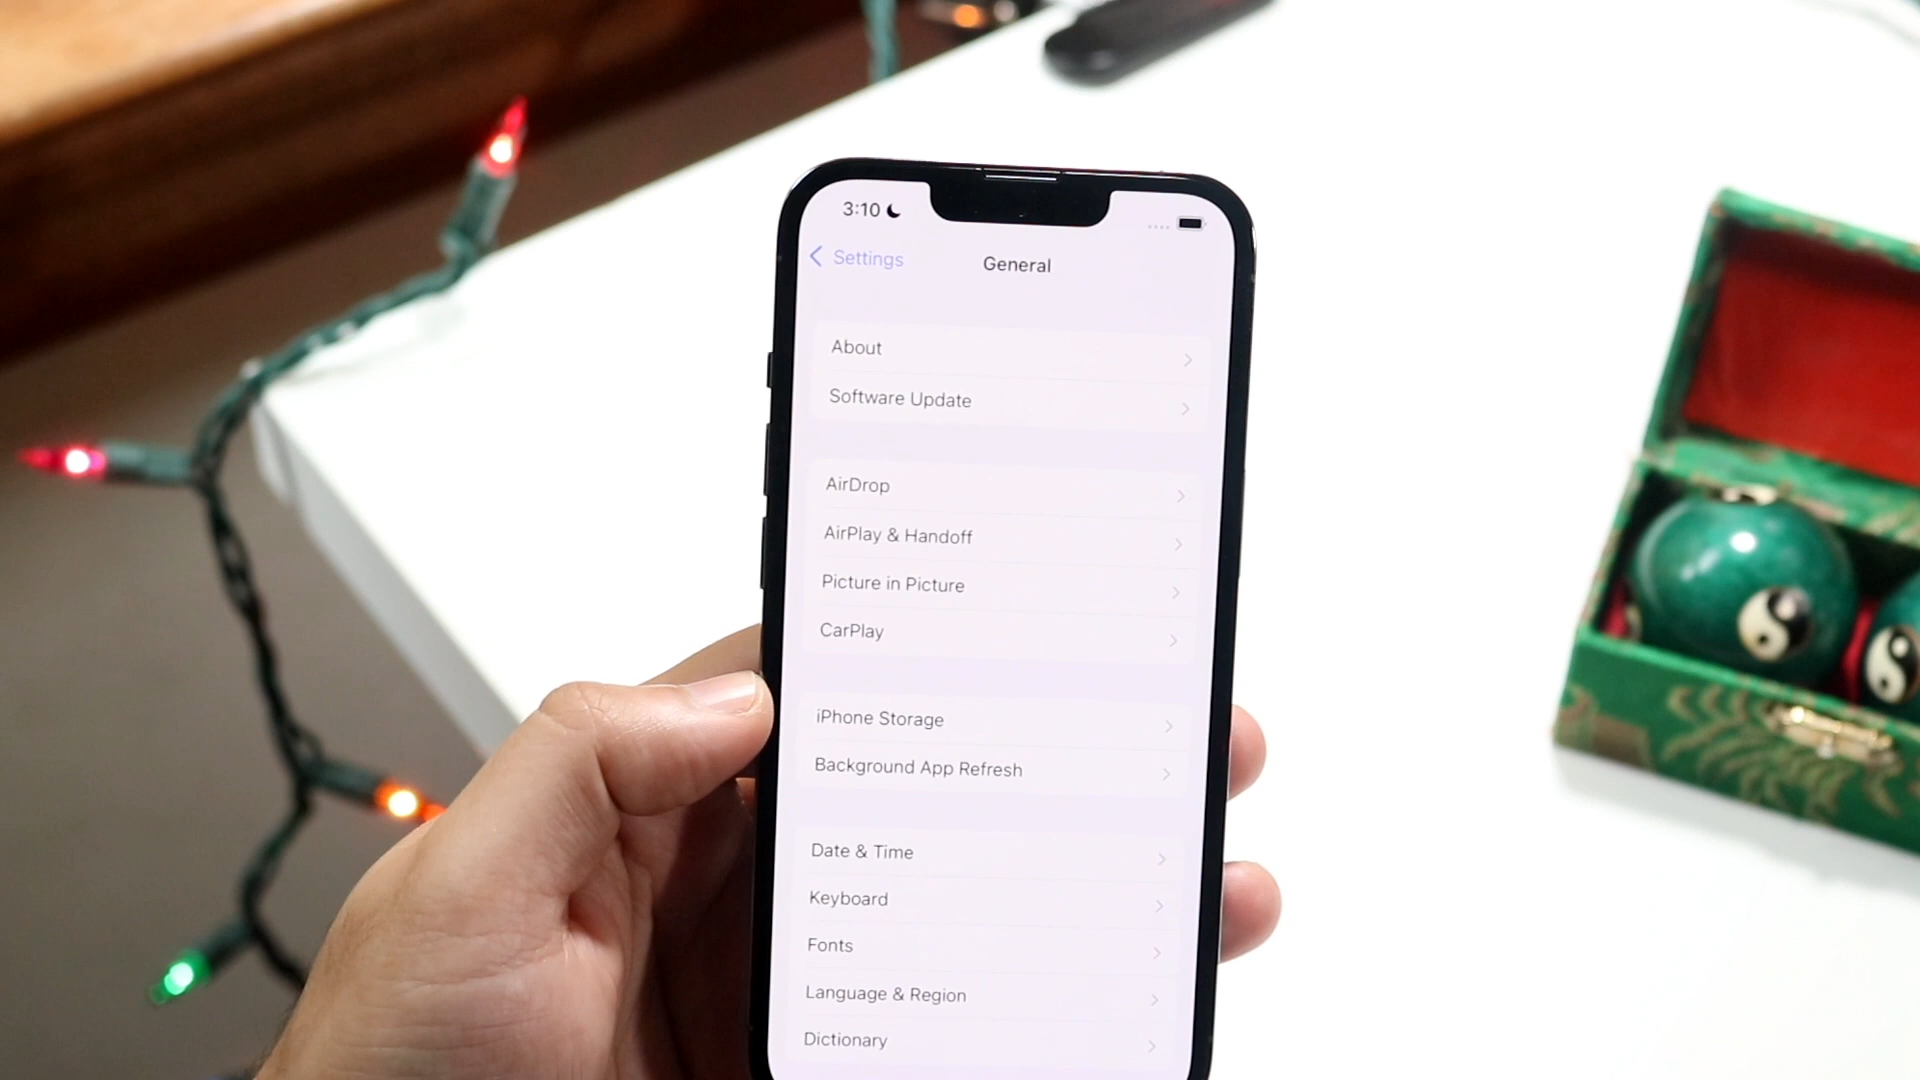 3:10
Settings
General
About
Software Update
AirDrop
AirPlay & Handoff
Picture in Picture
CarPlay
iPhone Storage
Background App Refresh
Date & Time
Keyboard
Fonts
Language & Region
Dictionary